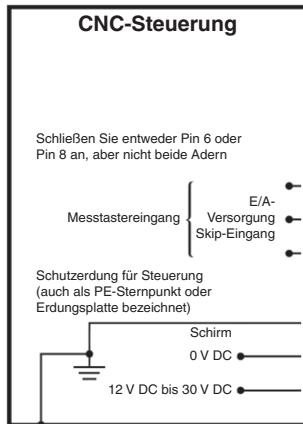 CNC-Steuerung
Schließen Sie entweder Pin 6 oder
Pin 8 an, aber nicht beide Adern
E/A-
Messtastereingang
Versorgung
Skip-Eingang
Schutzerdung für Steuerung
(auch als PE-Sternpunkt oder
Erdungsplatte bezeichnet)
Schirm
0 V DC
12 V DC bis 30 V DC